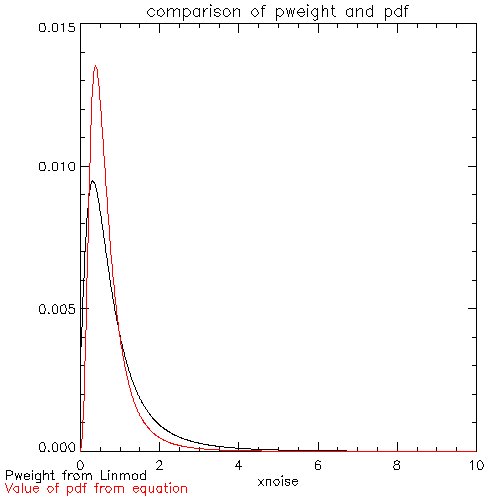 comparison of pweight and pdf
0.015
0.010
0.005
0.000
0 2 4 6 8 10
xnoise
Pweight from Linmod
Value of pdf from equation